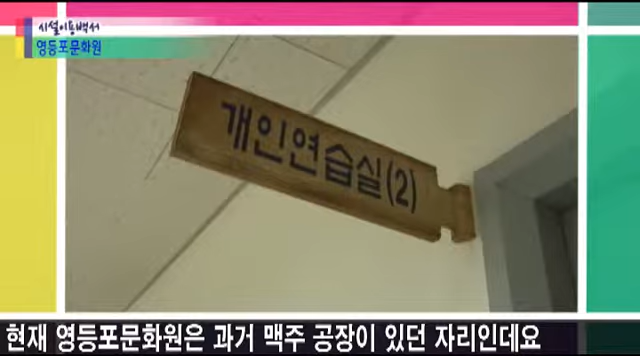 시설이용백서
영등포문화원
개인연습실(2)
현재 영등포문화원은 과거 맥주 공장이 있던 자리인데요